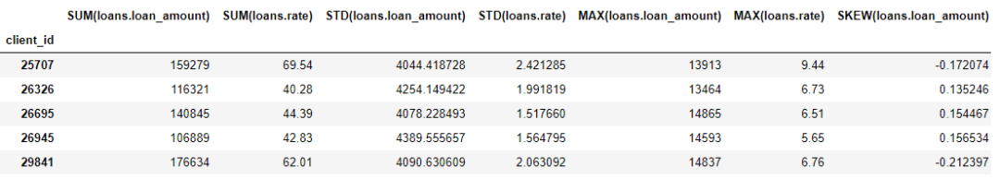 SUM(loans.loan_amount) SUM(loans.rate) STD(loans.loan_amount) STD(loans.rate) MAX(loans.loan_amount) MAX(loans.rate) SKEW(loans.loan_amount)
client_id
25707 159279 69.54 4044.418728 2.421285 13913 9.44 -0.172074
26326 116321 40.28 4254.149422 1.991819 13464 6.73 0.135246
26695 140845 44.39 4078.228493 1.517660 14865 6.51 0.154467
26945 106889 42.83 4389.555657 1.564795 14593 5.65 0.156534
29841 176634 62.01 4090.630609 2.063092 14837 6.76 -0.212397